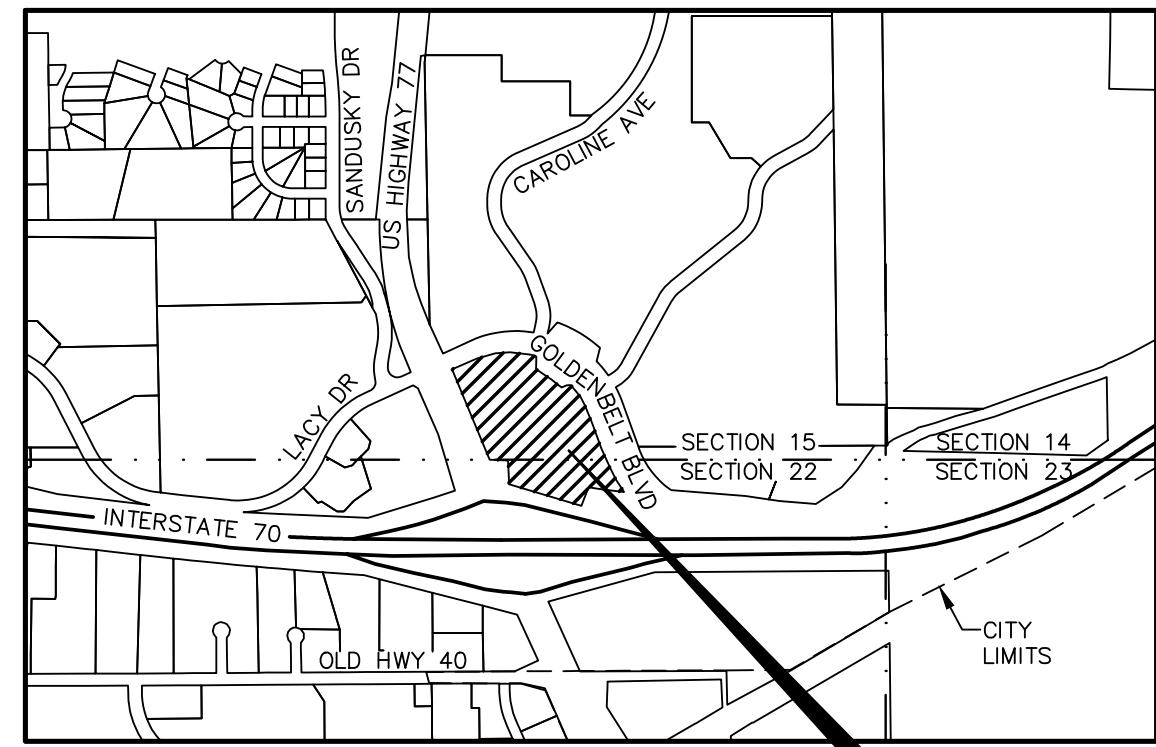 SANDUSKY DR
US HIGHWAY 77
CAROLINE AVE
GOLDENBELT BLVD
LACY DR
SECTION 15
SECTION 14
SECTION 22
SECTION 23
INTERSTATE 70
CITY
LIMITS
OLD HWY 40